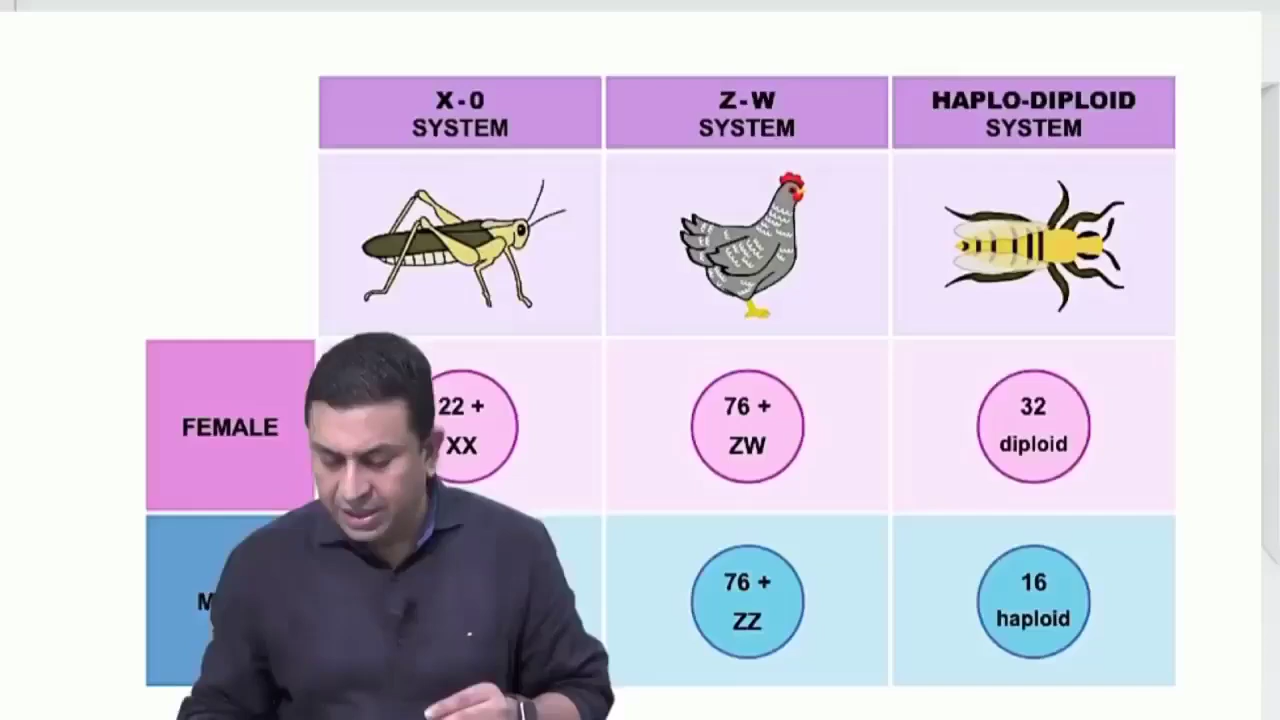 X - 0
SYSTEM
Z - W
SYSTEM
HAPLO-DIPLOID
SYSTEM
FEMALE
22 +
XX
76 +
ZW
32
diploid
76 +
ZZ
16
haploid